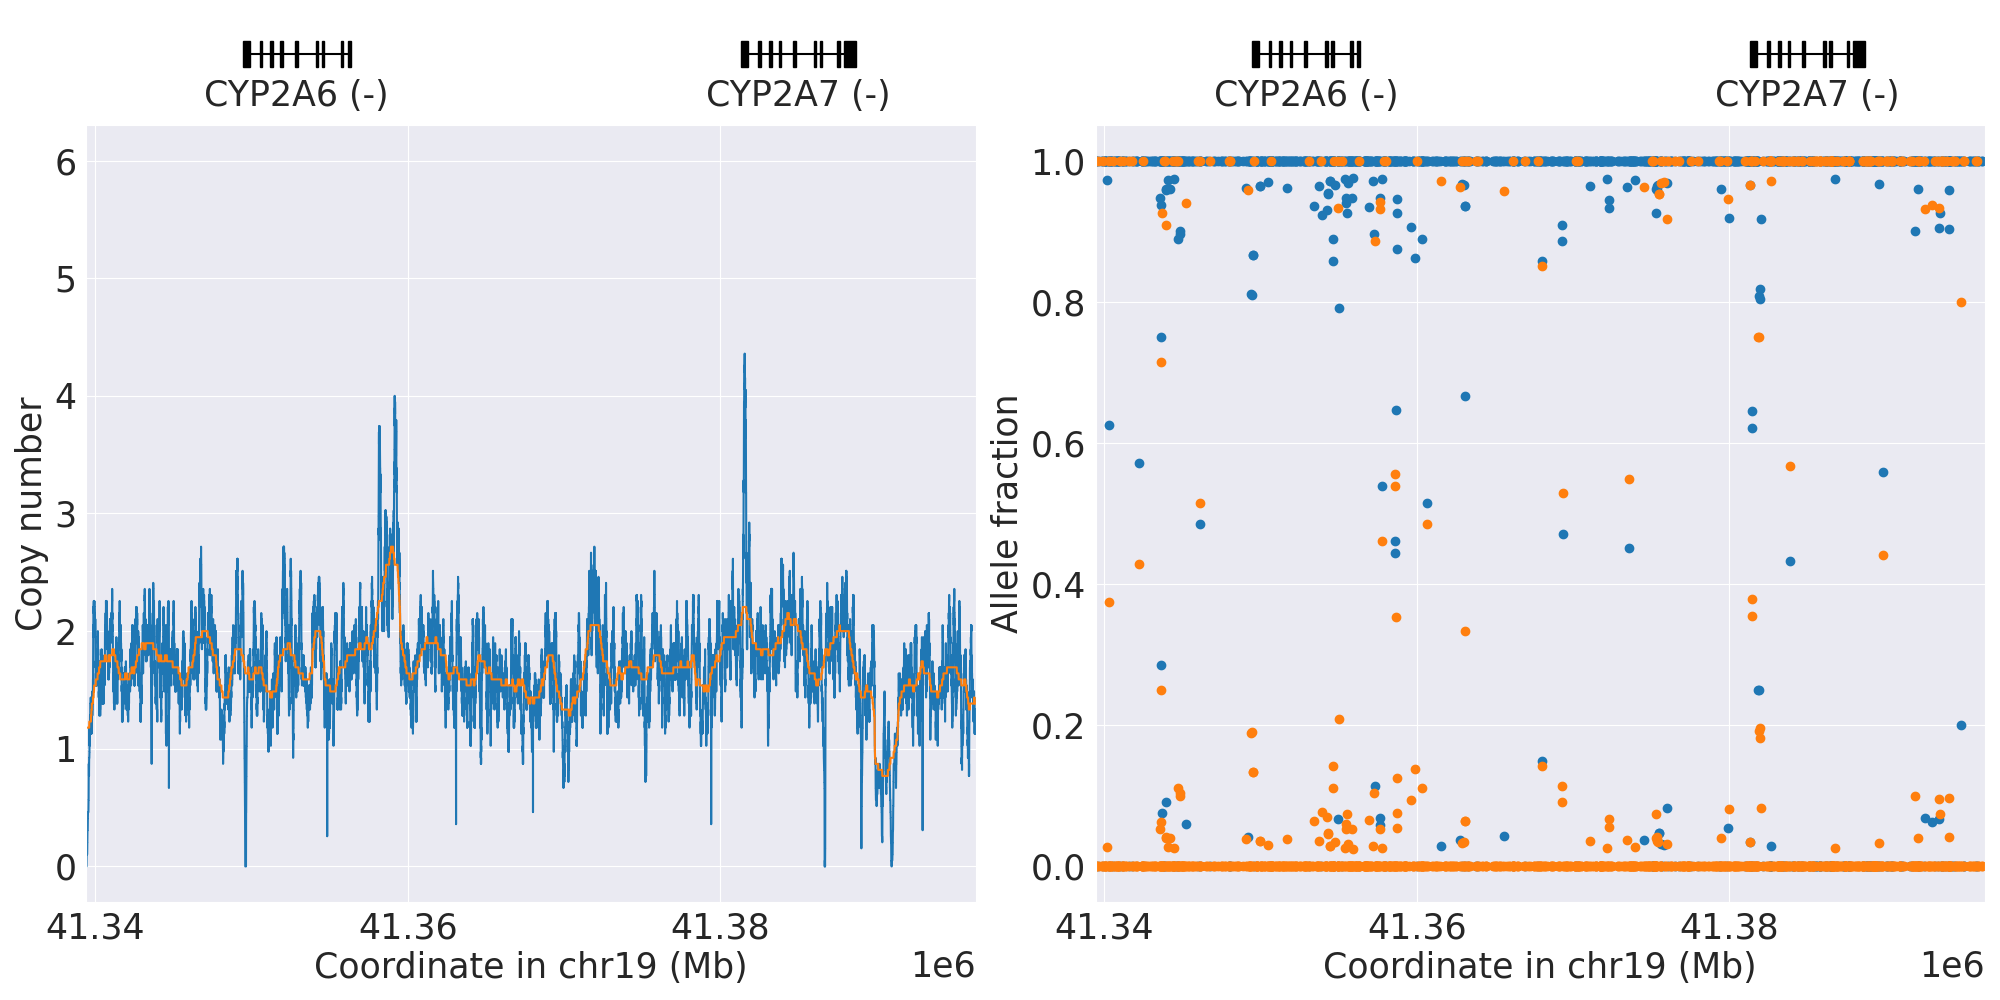 CYP2A6 (-)
CYP2A7 (-)
CYP2A6 (-)
CYP2A7 (-)
6
5
4
3
2
1
0
Copy number
41.34
41.36
41.38
Coordinate in chr19 (Mb)
1e6
1.0
0.8
0.6
0.4
0.2
0.0
Allele fraction
41.34
41.36
41.38
Coordinate in chr19 (Mb)
1e6